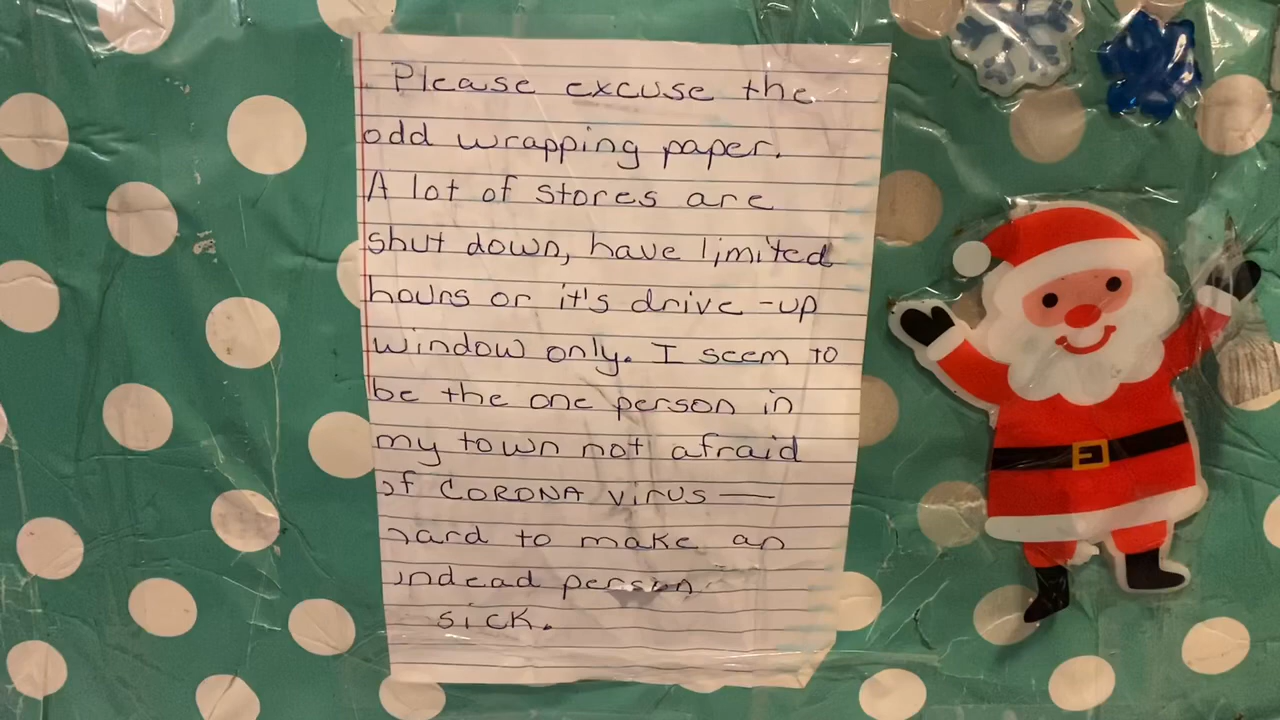 Please excuse the
odd wrapping paper.
A lot of stores are
shut down, have limited
hours or it's drive-up
window only. I seem to
be the one person in
my town not afraid
of CORONA virus —
hard to make an
undead person
sick.